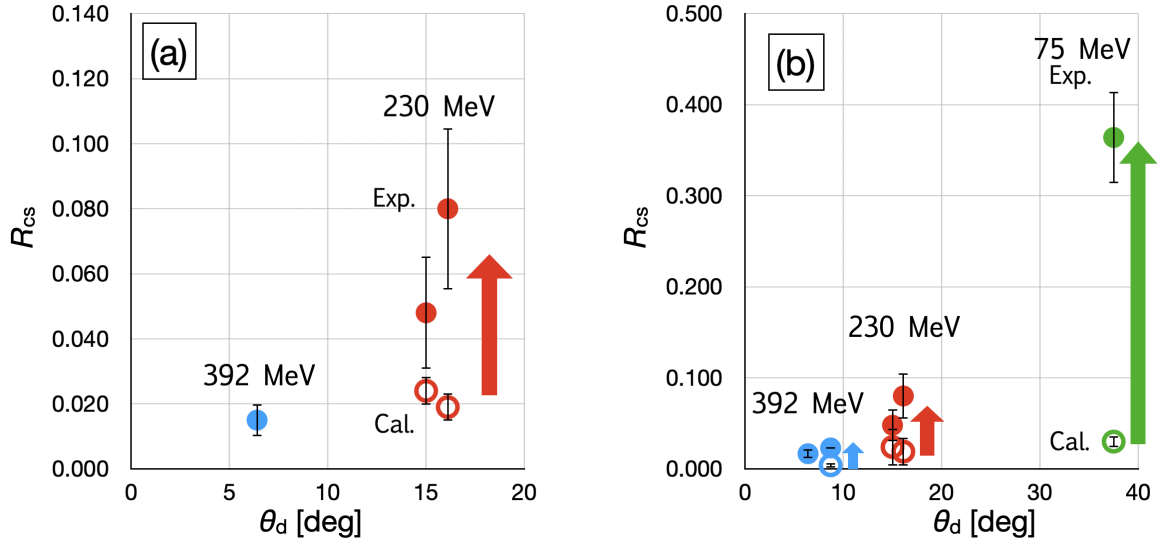 (a)
0.140
0.120
0.100
0.080
0.060
0.040
0.020
0.000
Rcs
230 MeV
Exp.
392 MeV
Cal.
0 5 10 15 20
θd [deg]
(b)
0.500
0.400
0.300
0.200
0.100
0.000
Rcs
75 MeV
Exp.
230 MeV
392 MeV
Cal.
0 10 20 30 40
θd [deg]